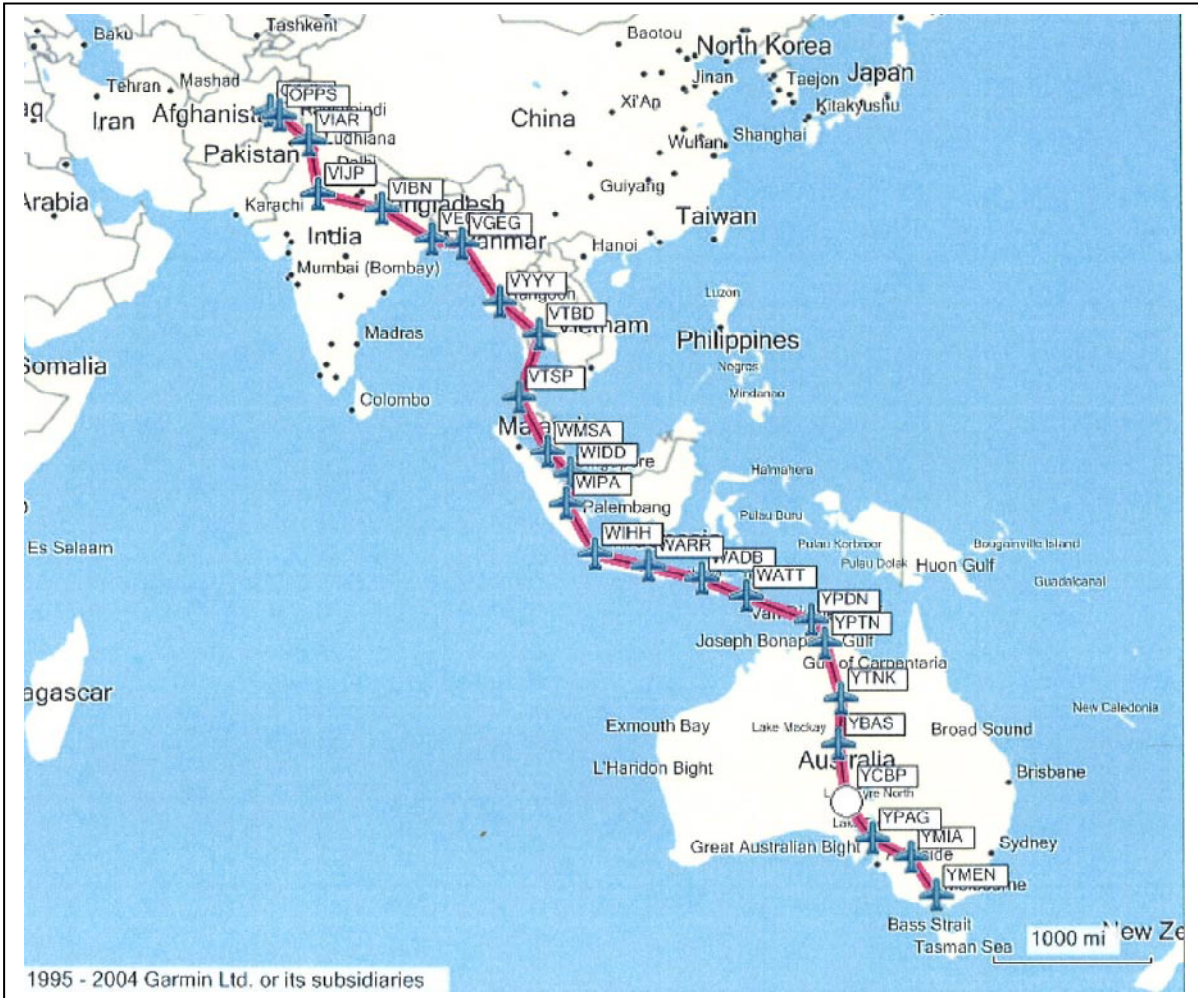 Baku
Tashkent
Baotou
North Korea
Tehran
Mashad
Jinan
Taejon
Japan
Iran
Afghanist
OPPS
Xi'An
Kitakyushu
VIAR
China
Ludhiana
Wuhan
Shanghai
Pakistan
VIJP
VIBN
Guiyang
Arabia
Karachi
VGEG
Taiwan
India
Hanoi
Mumbai (Bombay)
VYYY
Luzon
VTBD
Madras
Philippines
Somalia
VTSP
Negros
Mindanao
Colombo
WMSA
WIDD
Halmahera
WIPA
Palembang
Pulau Buru
WIHH
WARR
WADB
WATT
Pulau Korbroor
Bougainville Island
Es Salaam
Pulau Dolak
Huon Gulf
Guadalcanal
YPDN
YPTN
Joseph Bonap
Gulf
Gulf of Carpentaria
agascar
YTNK
New Caledonia
Exmouth Bay
Lake Mackay
YBAS
Broad Sound
L'Haridon Bight
Australia
YCBP
Brisbane
yre North
YPAG
Great Australian Bight
YMIA
Sydney
YMEN
Bass Strait
Tasman Sea
1000 mi
New Ze
1995 - 2004 Garmin Ltd. or its subsidiaries